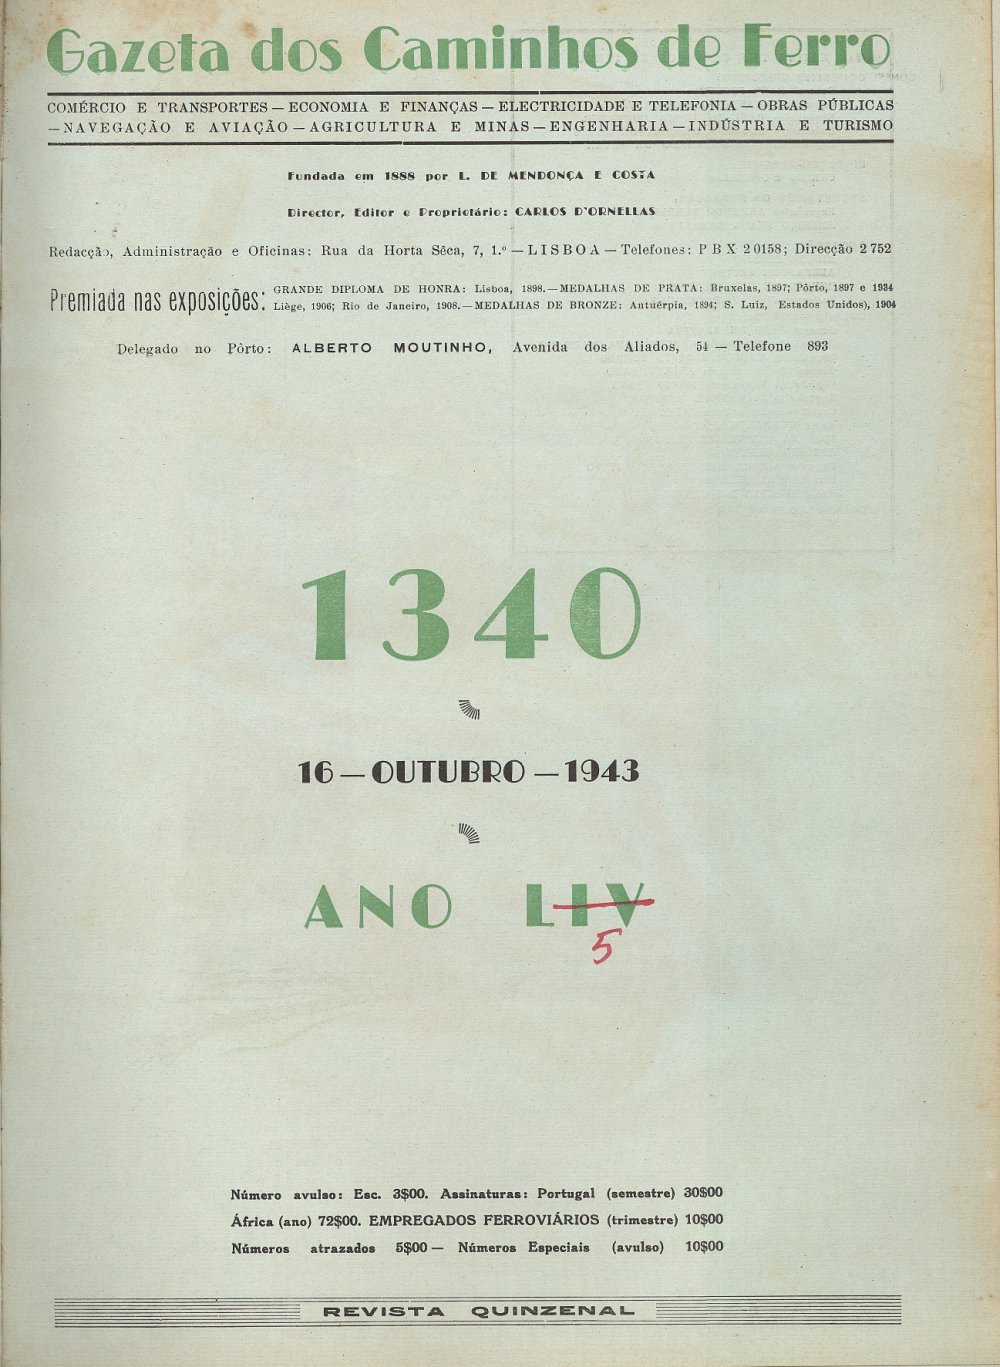 Gazeta dos Caminhos de Ferro
COMÉRCIO E TRANSPORTES — ECONOMIA E FINANÇAS — ELECTRICIDADE E TELEFONIA — OBRAS PÚBLICAS
— NAVEGAÇÃO E AVIAÇÃO — AGRICULTURA E MINAS — ENGENHARIA — INDÚSTRIA E TURISMO
Fundada em 1888 por L. DE MENDONÇA E COSTA
Director, Editor e Proprietário: CARLOS D'ORNELLAS
Redacção, Administração e Oficinas: Rua da Horta Sêca, 7, 1.º — LISBOA — Telefones: PBX 20158; Direcção 2752
Premiada nas exposições:
GRANDE DIPLOMA DE HONRA: Lisboa, 1898. — MEDALHAS DE PRATA: Bruxelas, 1897; Pôrto, 1897 e 1934
Liège, 1906; Rio de Janeiro, 1908. — MEDALHAS DE BRONZE: Antuérpia, 1894; S. Luiz, Estados Unidos), 1904
Delegado no Pôrto: ALBERTO MOUTINHO, Avenida dos Aliados, 54 — Telefone 893
1340
16 — OUTUBRO — 1943
ANO LIV
5
Número avulso: Esc. 3$00. Assinaturas: Portugal (semestre) 30$00
África (ano) 72$00. EMPREGADOS FERROVIÁRIOS (trimestre) 10$00
Números atrazados 5$00 — Números Especiais (avulso) 10$00
REVISTA QUINZENAL